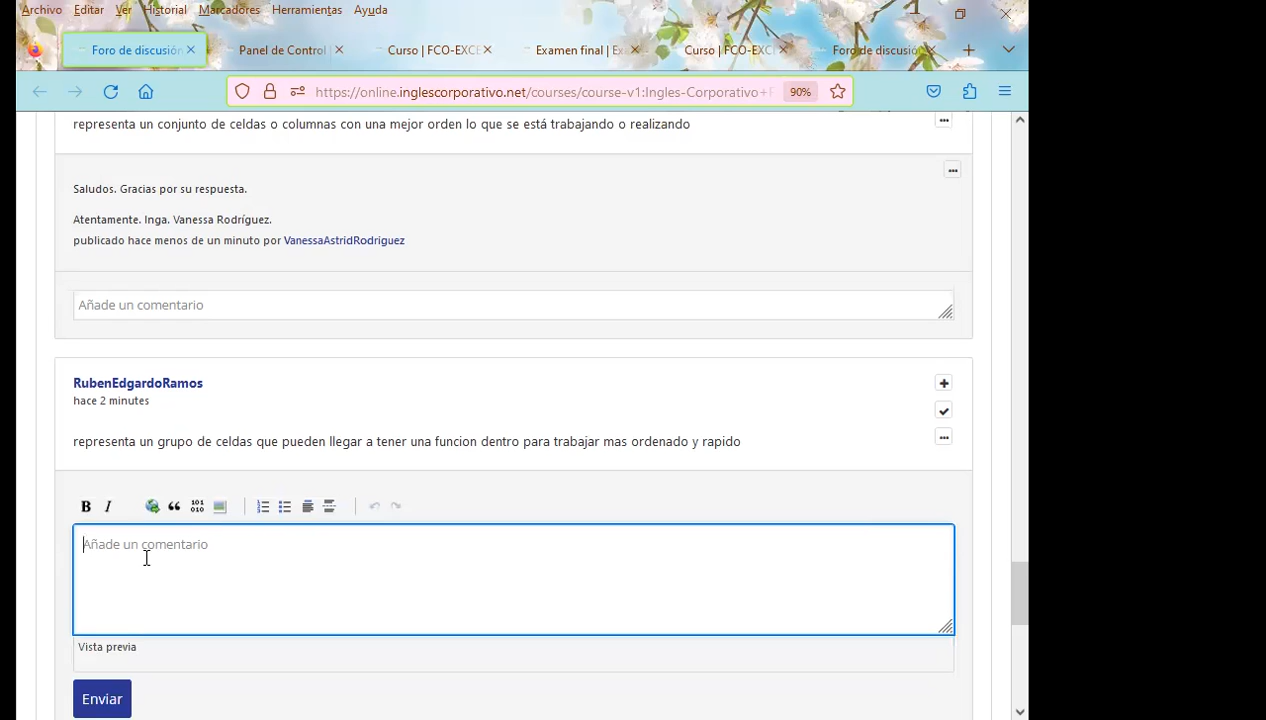 Archivo Editar Ver Historial Marcadores Herramientas Ayuda
Foro de discusión Panel de Control Curso | FCO-EXCE Examen final | Ex Curso | FCO-EXC Foro de discusió
https://online.inglescorporativo.net/courses/course-v1:Ingles-Corporativo+ 90%
representa un conjunto de celdas o columnas con una mejor orden lo que se está trabajando o realizando
Saludos. Gracias por su respuesta.
Atentamente. Inga. Vanessa Rodríguez.
publicado hace menos de un minuto por VanessaAstridRodriguez
Añade un comentario
RubenEdgardoRamos
hace 2 minutes
representa un grupo de celdas que pueden llegar a tener una funcion dentro para trabajar mas ordenado y rapido
B I 101 010
Añade un comentario
Vista previa
Enviar